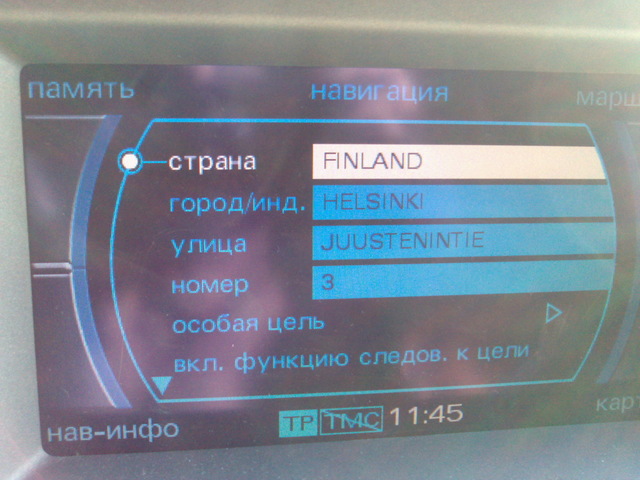 память навигация
страна FINLAND
город/инд. HELSINKI
улица JUUSTENINTIE
номер 3
особая цель
вкл. функцию следов. к цели
нав-инфо TP TMC 11:45